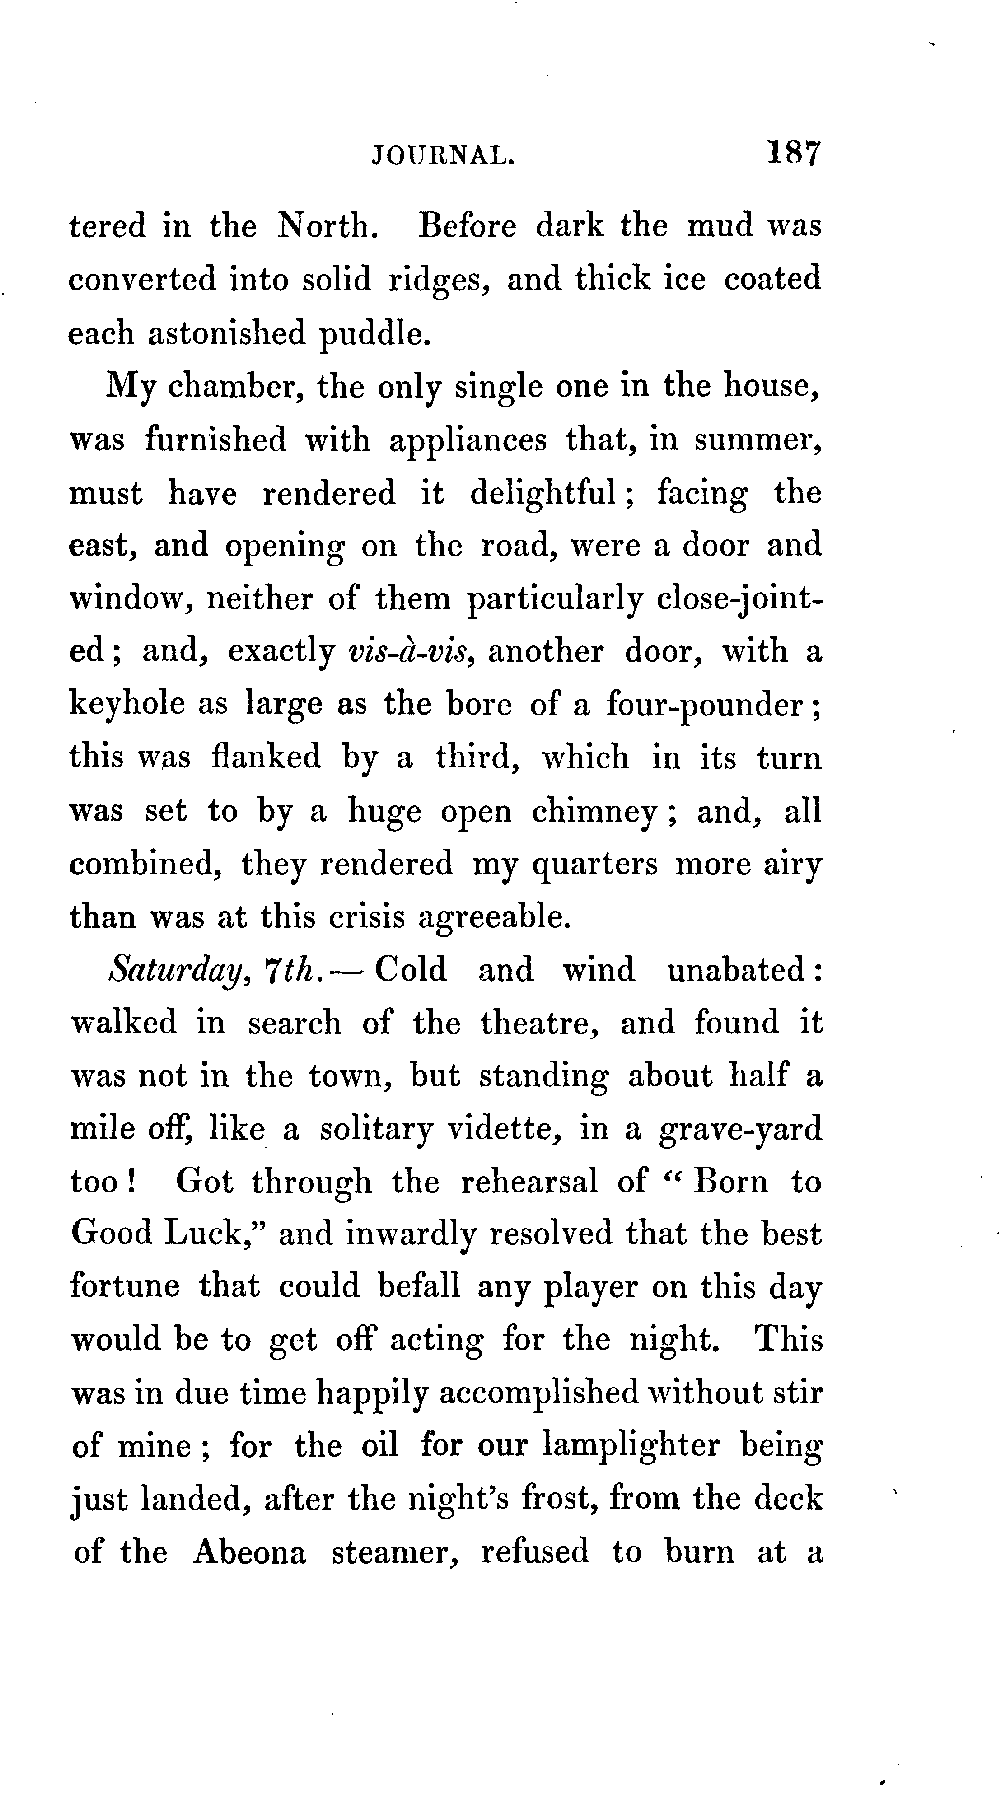 JOURNAL. 187
tered in the North. Before dark the mud was
converted into solid ridges, and thick ice coated
each astonished puddle.
My chamber, the only single one in the house,
was furnished with appliances that, in summer,
must have rendered it delightful ; facing the
east, and opening on the road, were a door and
window, neither of them particularly close-joint-
ed ; and, exactly vis-à-vis, another door, with a
keyhole as large as the bore of a four-pounder ;
this was flanked by a third, which in its turn
was set to by a huge open chimney ; and, all
combined, they rendered my quarters more airy
than was at this crisis agreeable.
Saturday, 7th.— Cold and wind unabated :
walked in search of the theatre, and found it
was not in the town, but standing about half a
mile off, like a solitary vidette, in a grave-yard
too ! Got through the rehearsal of “ Born to
Good Luck,” and inwardly resolved that the best
fortune that could befall any player on this day
would be to get off acting for the night. This
was in due time happily accomplished without stir
of mine ; for the oil for our lamplighter being
just landed, after the night's frost, from the deck
of the Abeona steamer, refused to burn at a